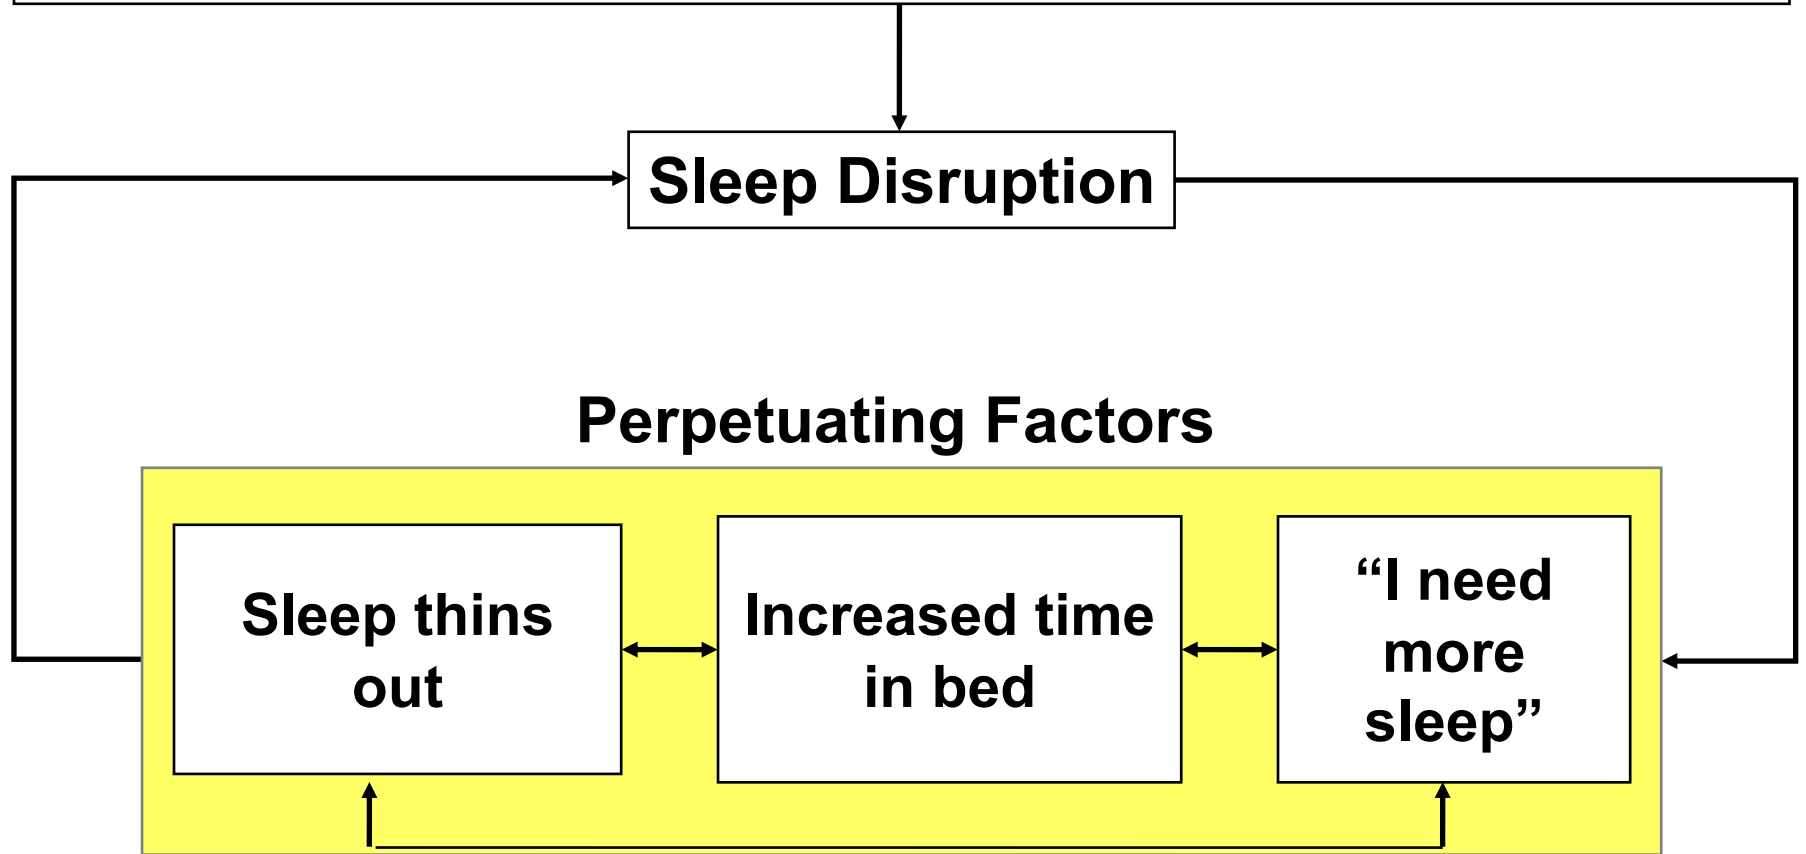 Sleep Disruption
Perpetuating Factors
Sleep thins
out
Increased time
in bed
“I need
more
sleep”